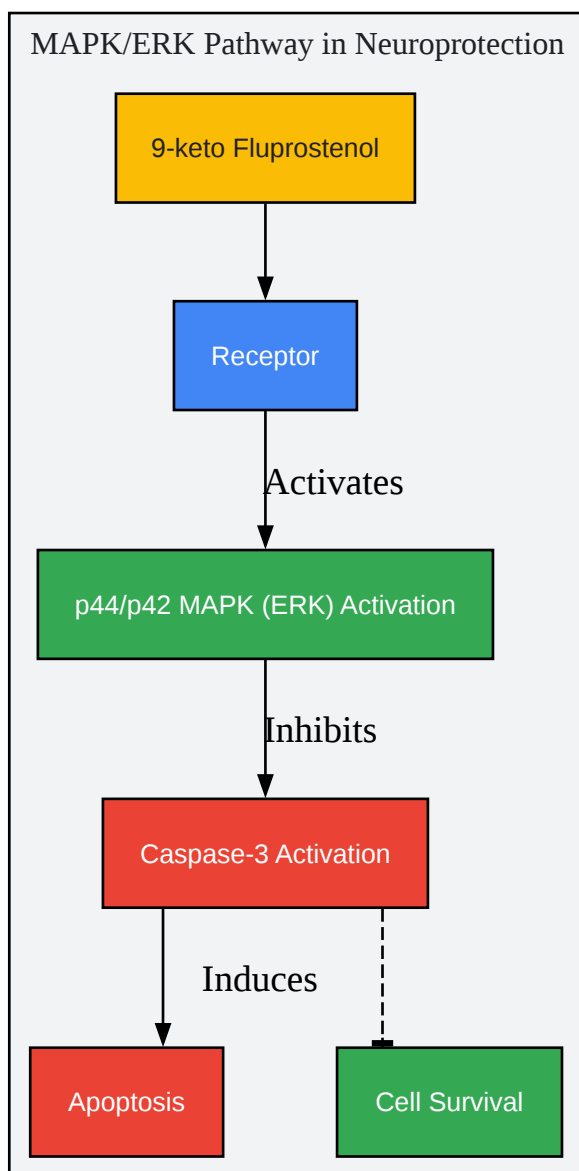 MAPK/ERK Pathway in Neuroprotection
9-keto Fluprostenol
Receptor
Activates
p44/p42 MAPK (ERK) Activation
Inhibits
Caspase-3 Activation
Induces
Apoptosis
Cell Survival